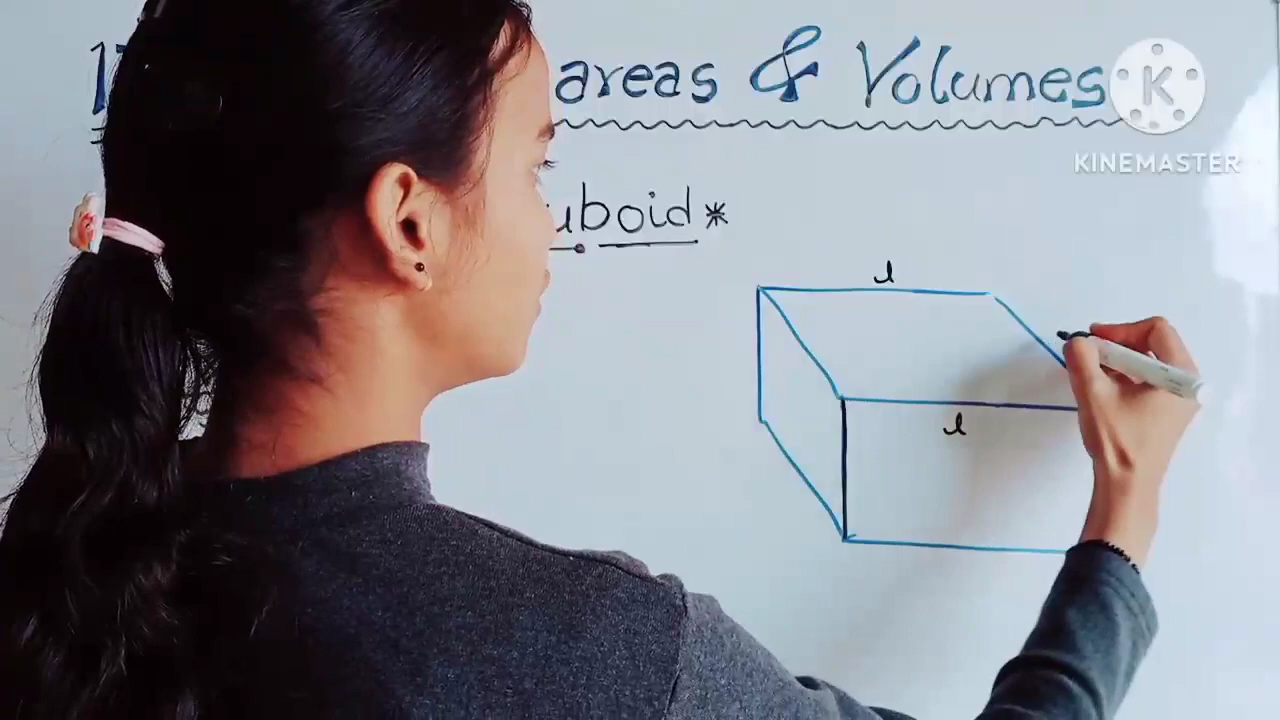 areas & Volumes
K
KINEMASTER
uboid*
l
l